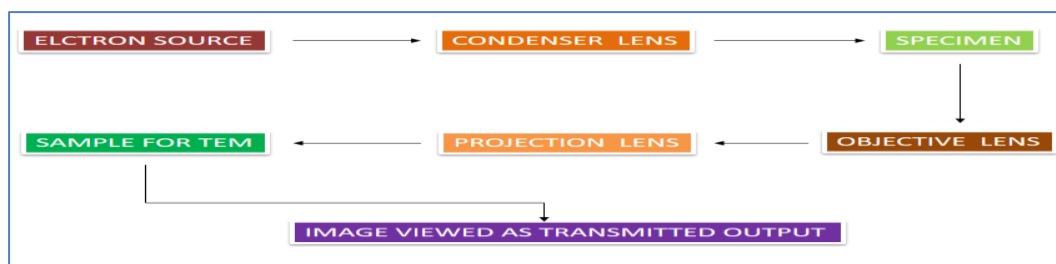 ELCTRON SOURCE
CONDENSER LENS
SPECIMEN
OBJECTIVE LENS
PROJECTION LENS
SAMPLE FOR TEM
IMAGE VIEWED AS TRANSMITTED OUTPUT